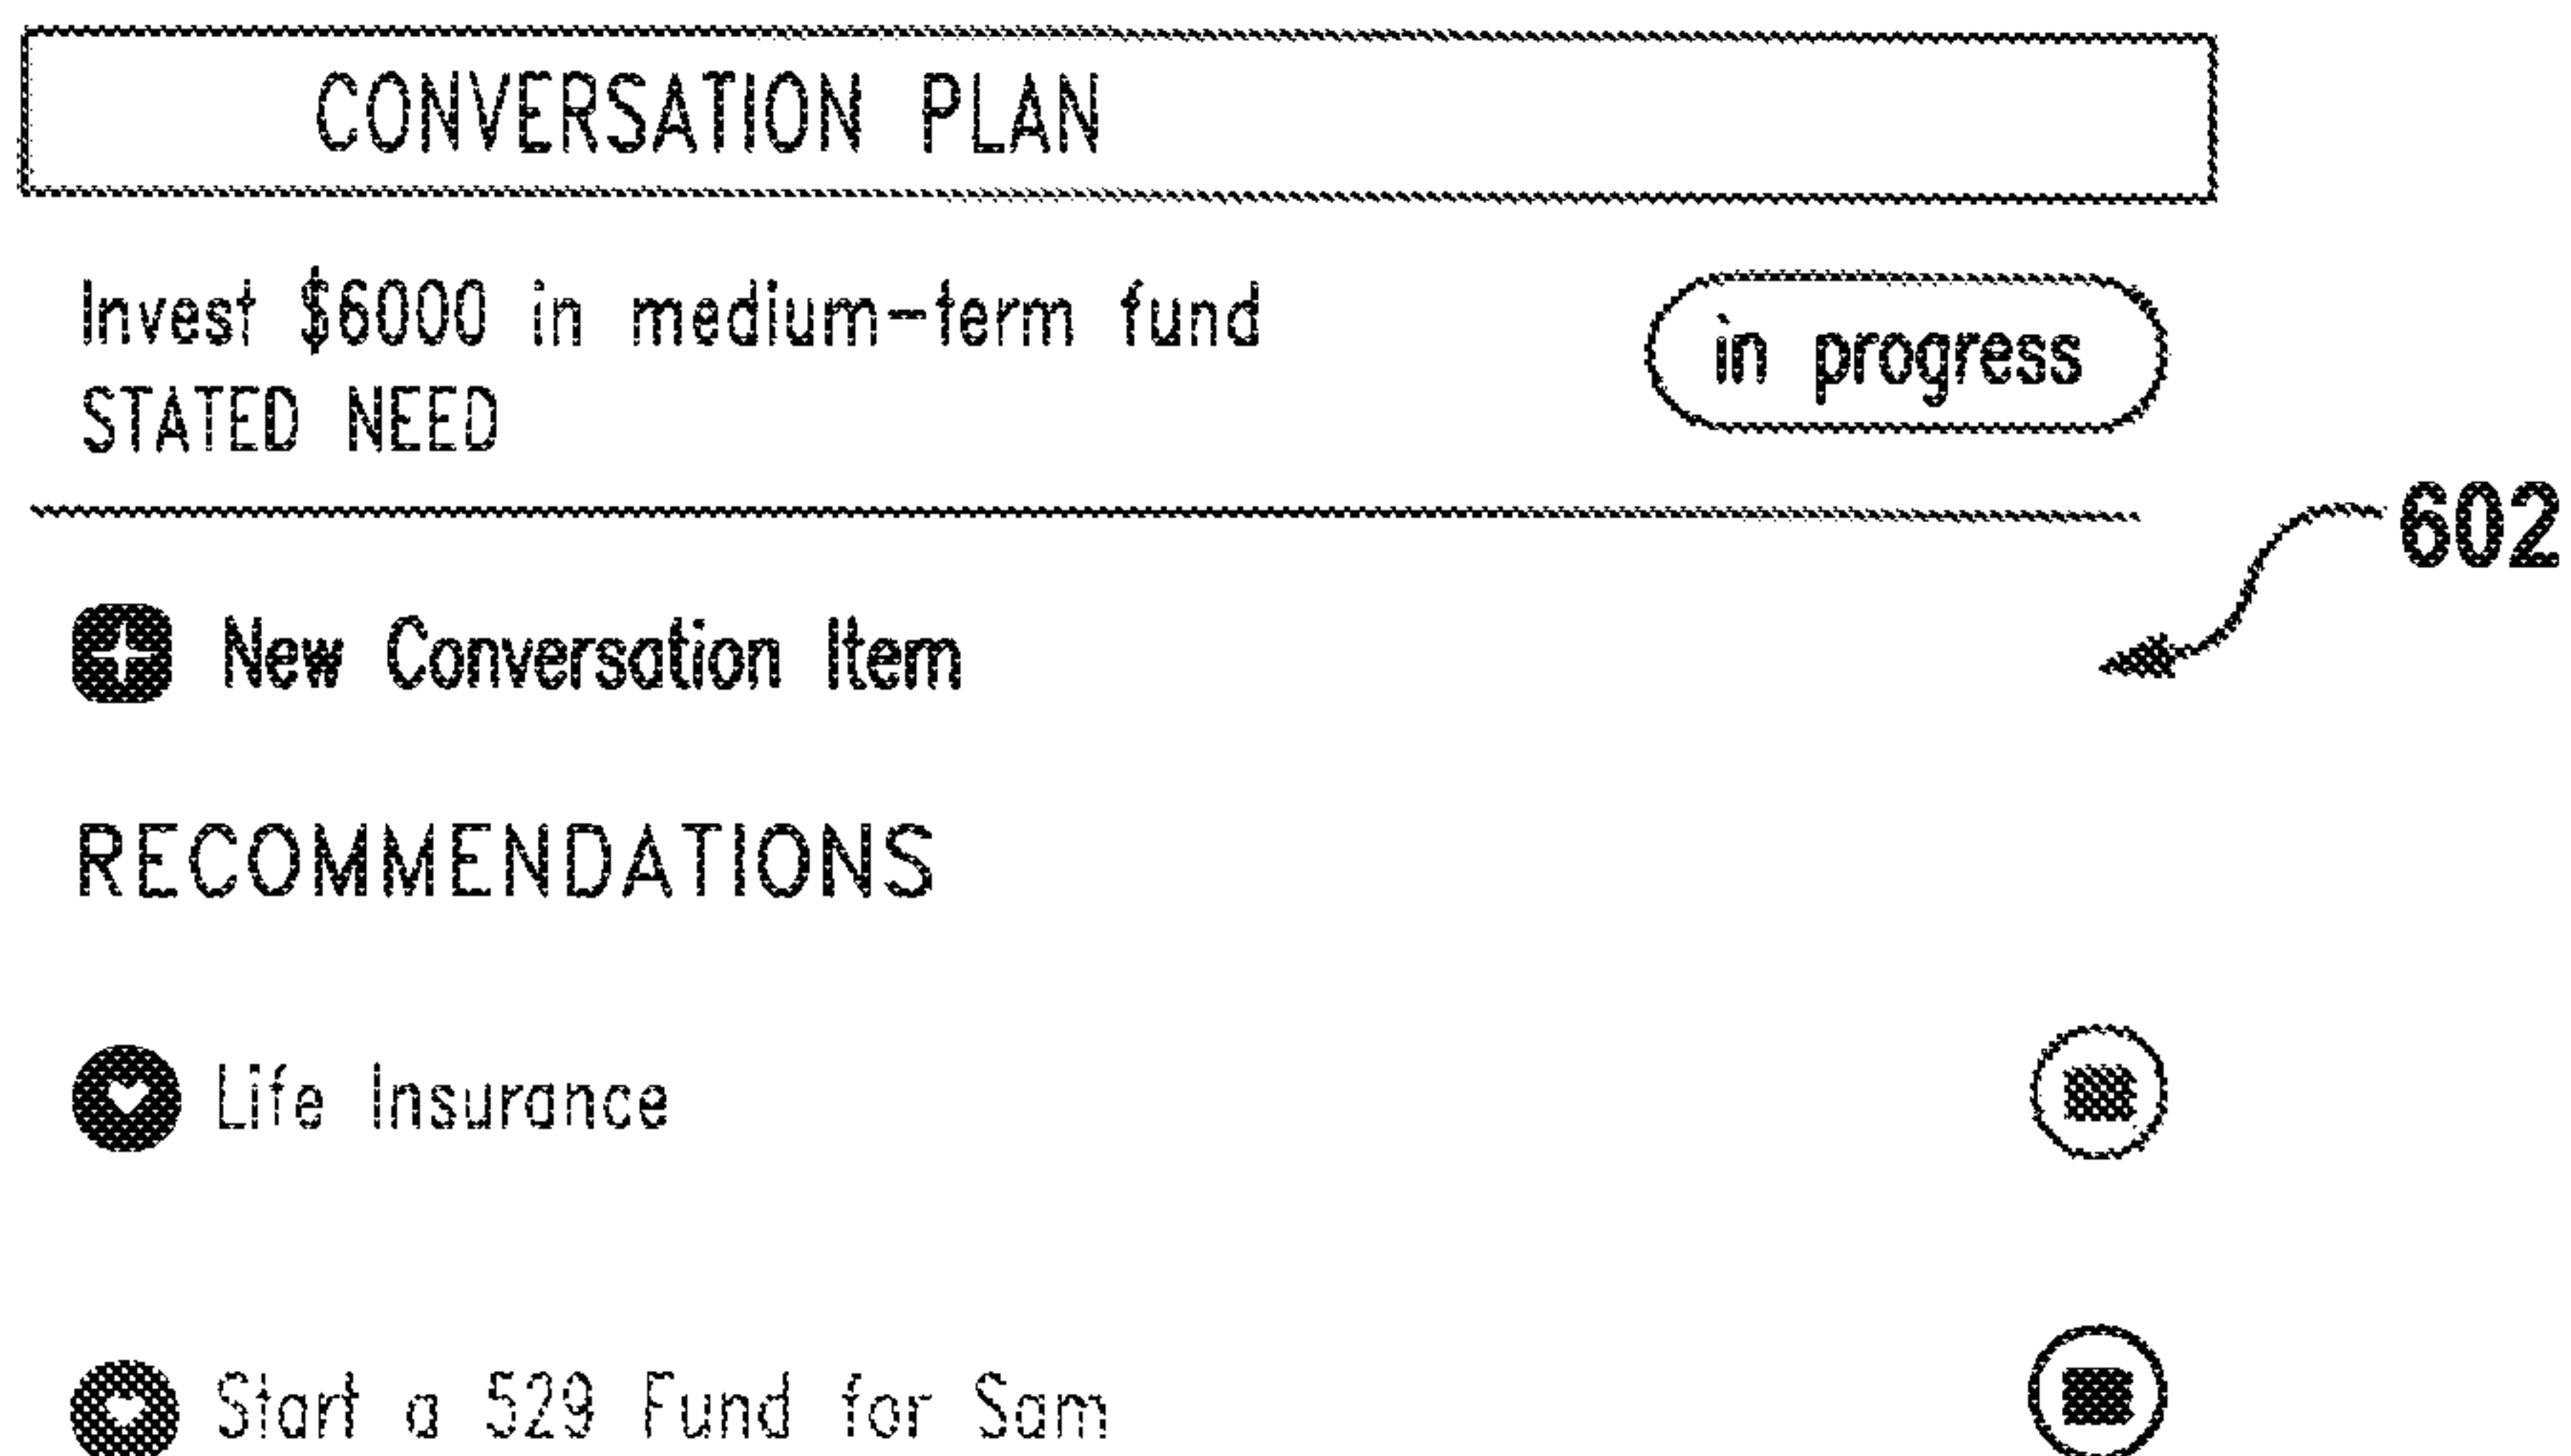 CONVERSATION PLAN
Invest $6000 in medium-term fund
in progress
STATED NEED
602
New Conversation Item
RECOMMENDATIONS
Life Insurance
Start a 529 Fund for Sam